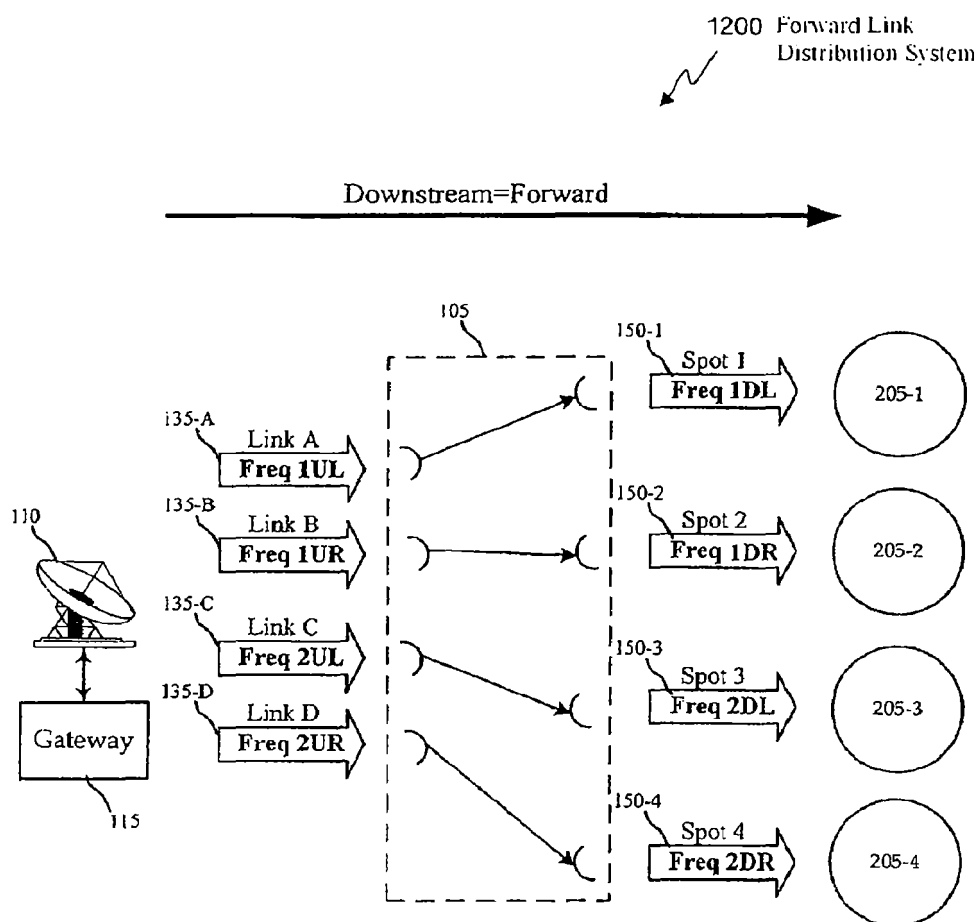 1200 Forward Link
Distribution System
Downstream=Forward
105
150-1
Spot 1
Freq 1DL
205-1
135-A
Link A
Freq 1UL
135-B
Link B
Freq 1UR
150-2
Spot 2
Freq 1DR
205-2
110
135-C
Link C
Freq 2UL
150-3
Spot 3
Freq 2DL
205-3
135-D
Link D
Freq 2UR
Gateway
115
150-4
Spot 4
Freq 2DR
205-4